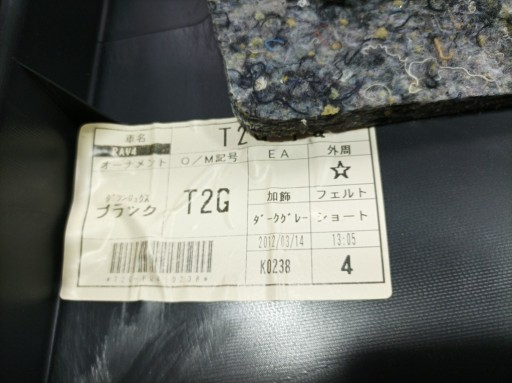 車名 T2
RAV4
オーナメント O/M記号 EA 外周
☆
ブランク T2G 加飾 フェルト
ダークグレー ショート
2012/03/14 13:05
K0238 4